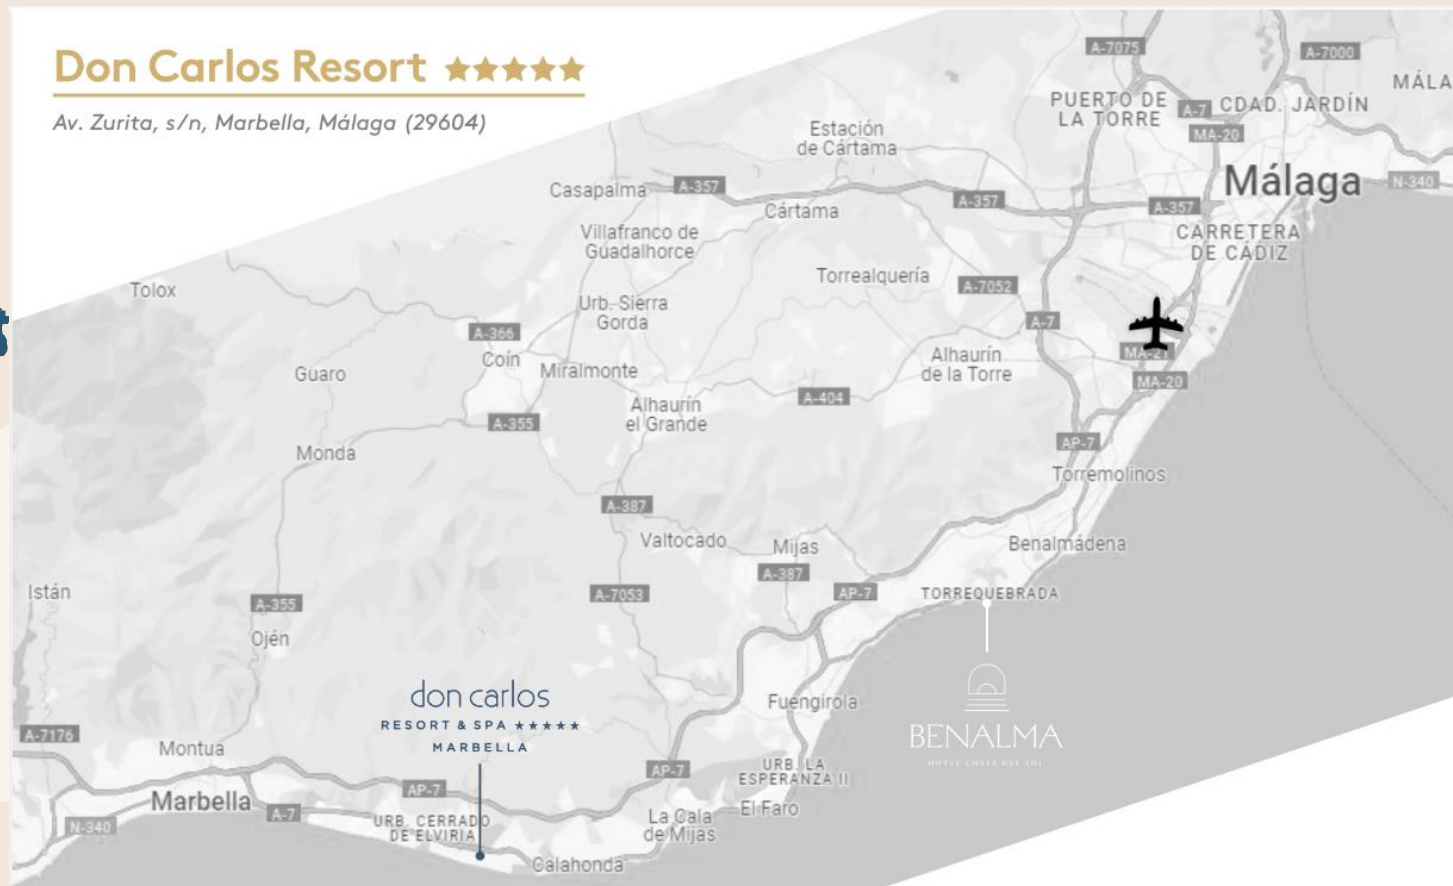 Don Carlos Resort ★★★★★
Av. Zurita, s/n, Marbella, Málaga (29604)
A-7075
A-7000
MÁLA
PUERTO DE
LA TORRE
A-7
CDAD. JARDÍN
MA-20
Estación
de Cártama
Málaga
N-340
Casapalma
A-357
Cártama
A-357
A-357
CARRETERA
DE CÁDIZ
Villafranco de
Guadalhorce
Torrealquería
A-7052
Tolox
Urb. Sierra
Gorda
A-7
A-366
Coín
Miralmonte
Alhaurín
de la Torre
MA-21
MA-20
Guaro
A-404
Alhaurín
el Grande
A-355
AP-7
Monda
Torremolinos
A-387
Valtocado
Mijas
Benalmádena
A-387
Istán
A-355
A-7053
AP-7
TORREQUEBRADA
Ojén
don carlos
RESORT & SPA ★★★★★
MARBELLA
Fuengirola
BENALMA
HOTEL COSTA DEL SOL
A-7176
Montua
AP-7
URB. LA
ESPERANZA II
Marbella
AP-7
A-7
El Faro
N-340
URB. CERRADO
DE ELVIRIA
La Cala
de Mijas
Calahonda